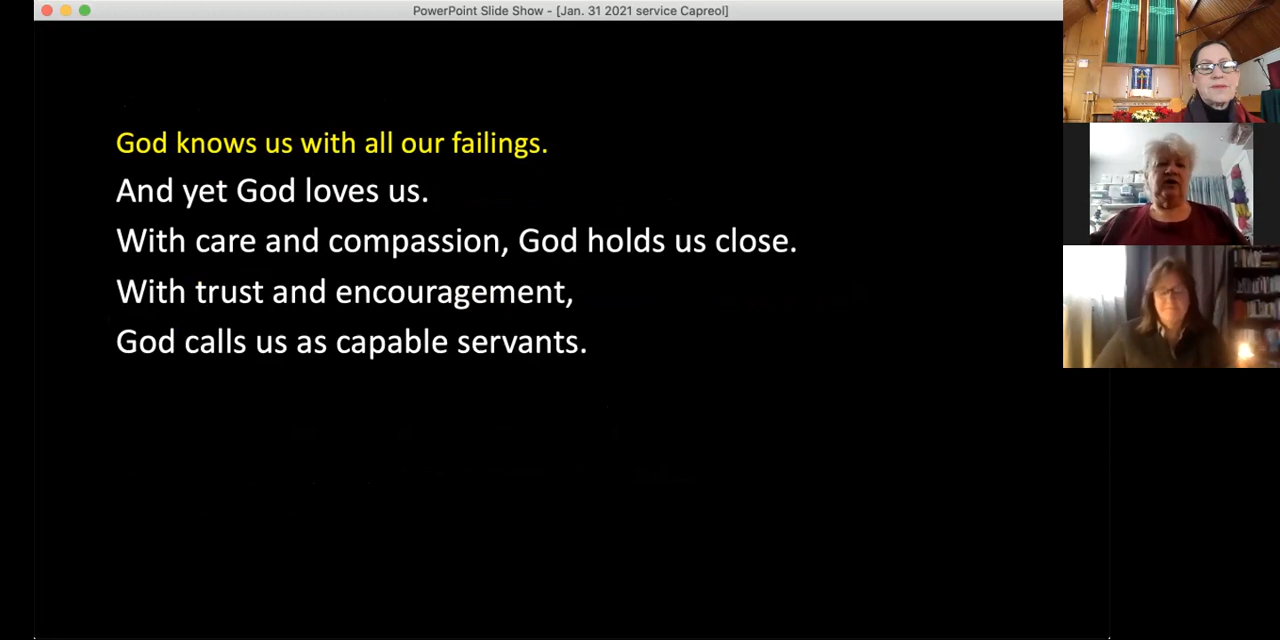 PowerPoint Slide Show - [Jan. 31 2021 service Capreol]
God knows us with all our failings.
And yet God loves us.
With care and compassion, God holds us close.
With trust and encouragement,
God calls us as capable servants.